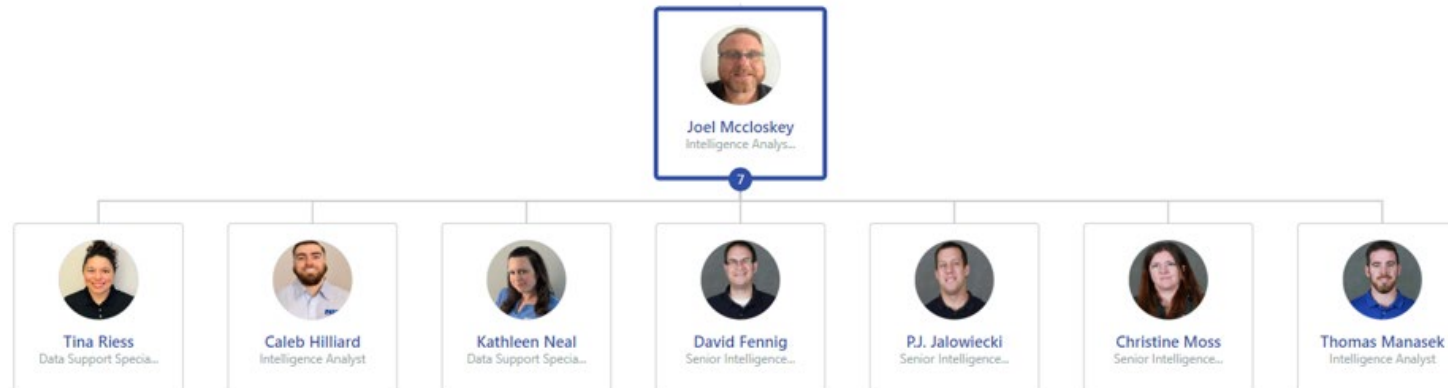 Joel Mccloskey
Intelligence Analys...
7
Tina Riess
Data Support Specia...
Caleb Hilliard
Intelligence Analyst
Kathleen Neal
Data Support Specia...
David Fennig
Senior Intelligence...
P.J. Jalowiecki
Senior Intelligence...
Christine Moss
Senior Intelligence...
Thomas Manasek
Intelligence Analyst